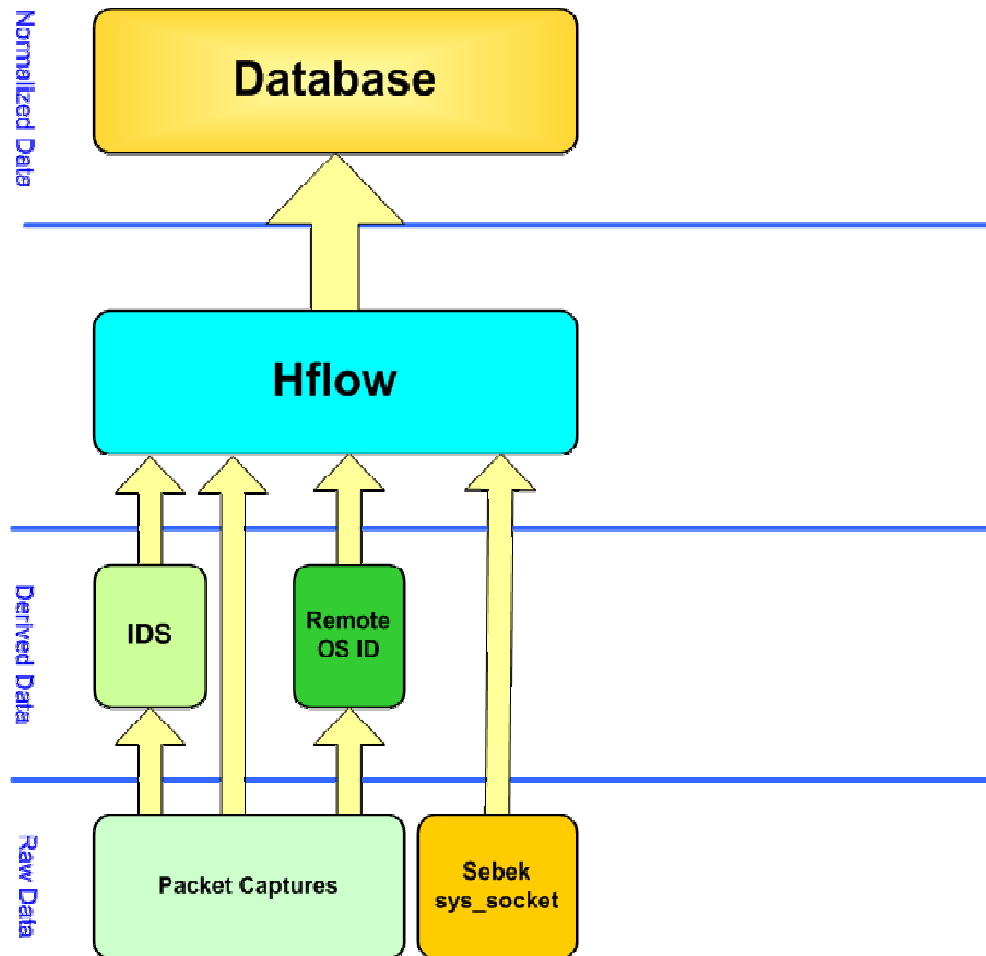 Normalized Data
Database
Hflow
Derived Data
IDS
Remote
OS ID
Raw Data
Packet Captures
Sebek
sys_socket